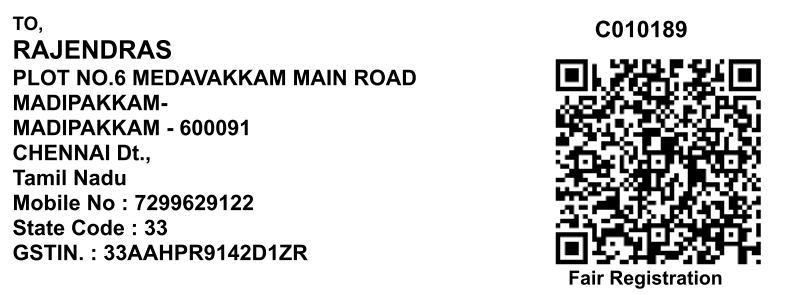 TO,
RAJENDRAS
PLOT NO.6 MEDAVAKKAM MAIN ROAD
MADIPAKKAM-
MADIPAKKAM - 600091
CHENNAI Dt.,
Tamil Nadu
Mobile No : 7299629122
State Code : 33
GSTIN. : 33AAHPR9142D1ZR
C010189
Fair Registration